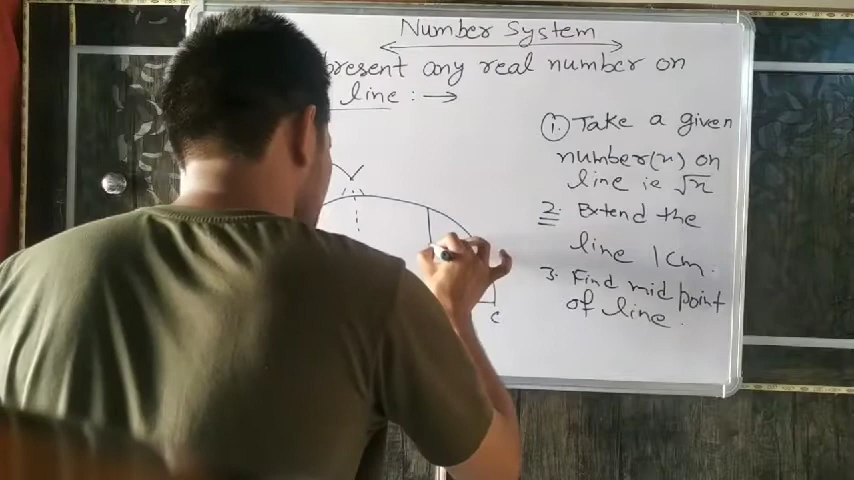 Number System
present any real number on
line : →
1. Take a given
number(n) on
line ie √n
2. Extend the
line 1cm.
3. Find mid point
of line.
C